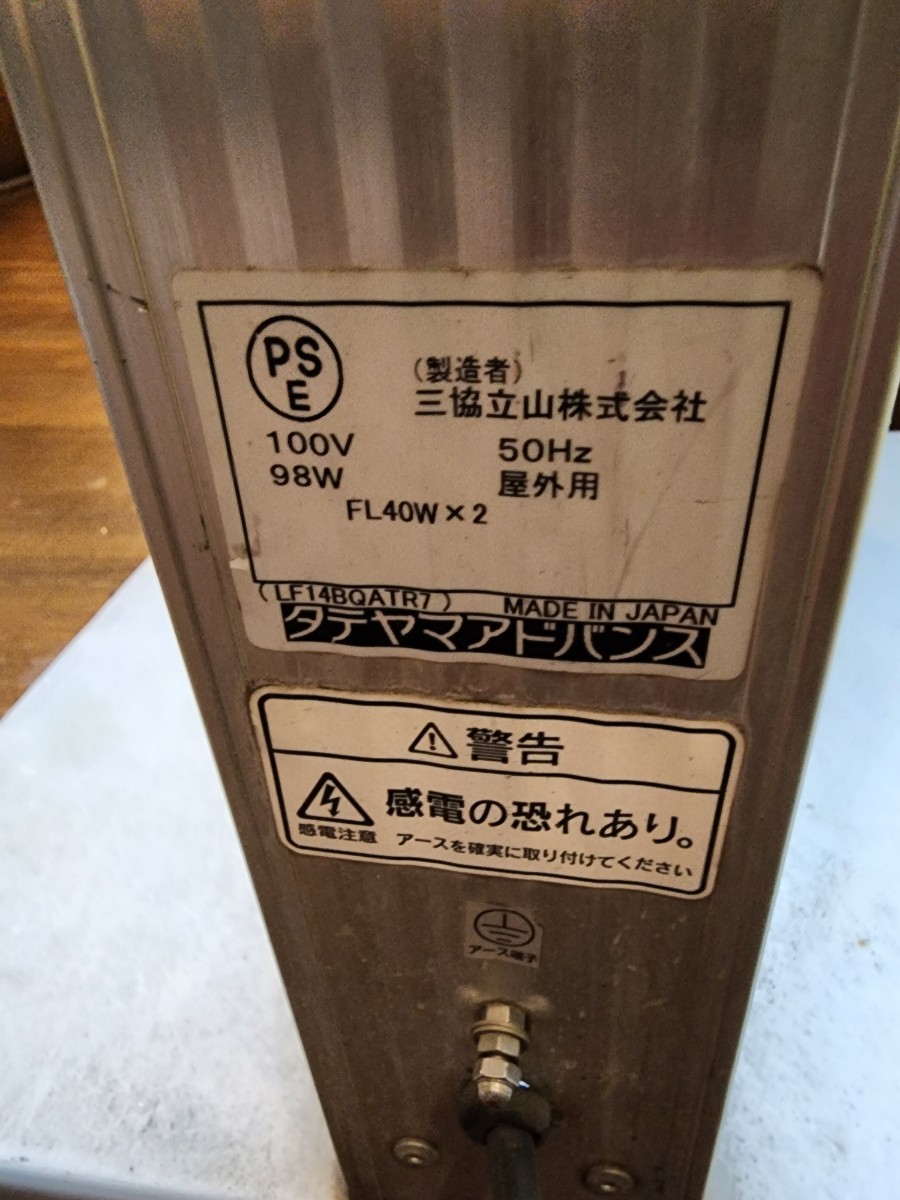 PS
E
(製造者)
三協立山株式会社
100V 50Hz
98W 屋外用
FL40W×2
(LF14BQATR7) MADE IN JAPAN
タテヤマアドバンス
警告
感電の恐れあり。
感電注意 アースを確実に取り付けてください
アース端子